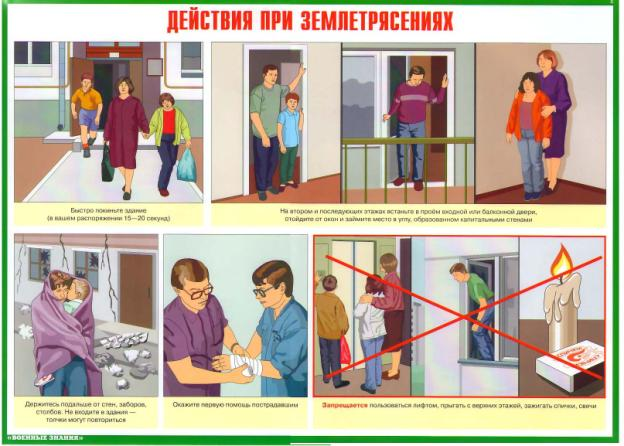 ДЕЙСТВИЯ ПРИ ЗЕМЛЕТРЯСЕНИЯХ
Быстро покиньте здание
(в вашем распоряжении 15—20 секунд)
На втором и последующих этажах встаньте в проём входной или балконной двери,
отойдите от окон и займите место в углу, образованном капитальными стенами
Держитесь подальше от стен, заборов,
столбов. Не входите в здания —
толчки могут повториться
Окажите первую помощь пострадавшим
Запрещается пользоваться лифтом, прыгать с верхних этажей, зажигать спички, свечи
«ВОЕННЫЕ ЗНАНИЯ»